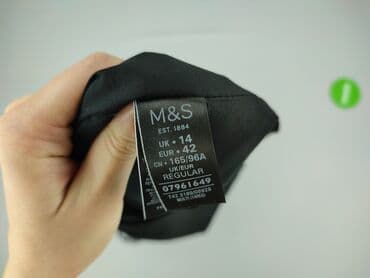 M&S
EST. 1884
UK • 14
EUR • 42
CN • 165/96A
UK/EUR
REGULAR
07961649